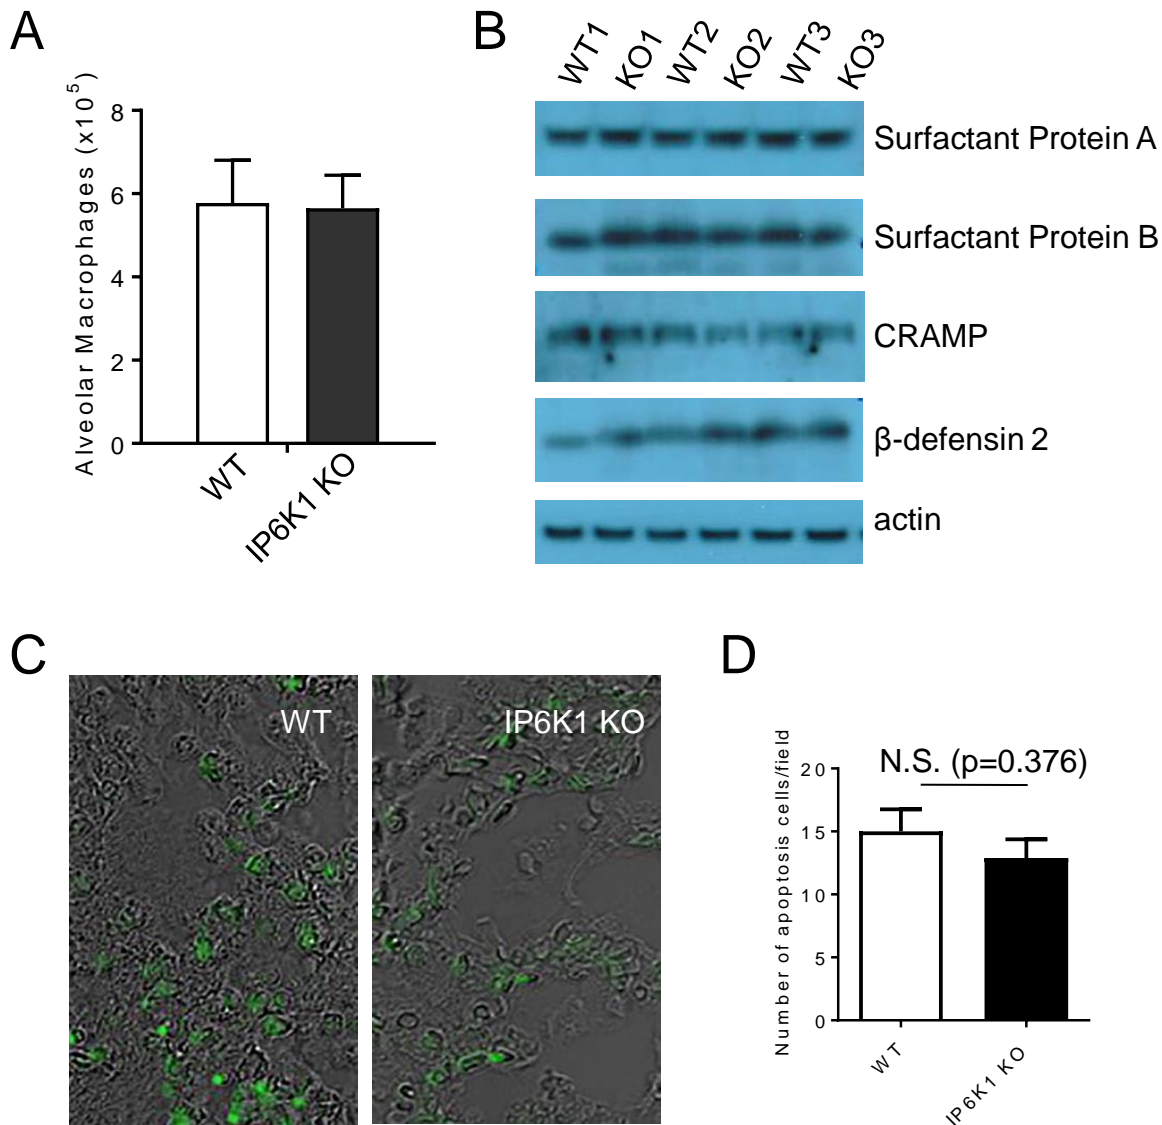 A
Alveolar Macrophages (x10⁵)
8
6
4
2
0
WT
IP6K1 KO
B
WT1 KO1 WT2 KO2 WT3 KO3
Surfactant Protein A
Surfactant Protein B
CRAMP
β-defensin 2
actin
C
WT
IP6K1 KO
D
Number of apoptosis cells/field
20
15
10
5
0
N.S. (p=0.376)
WT
IP6K1 KO